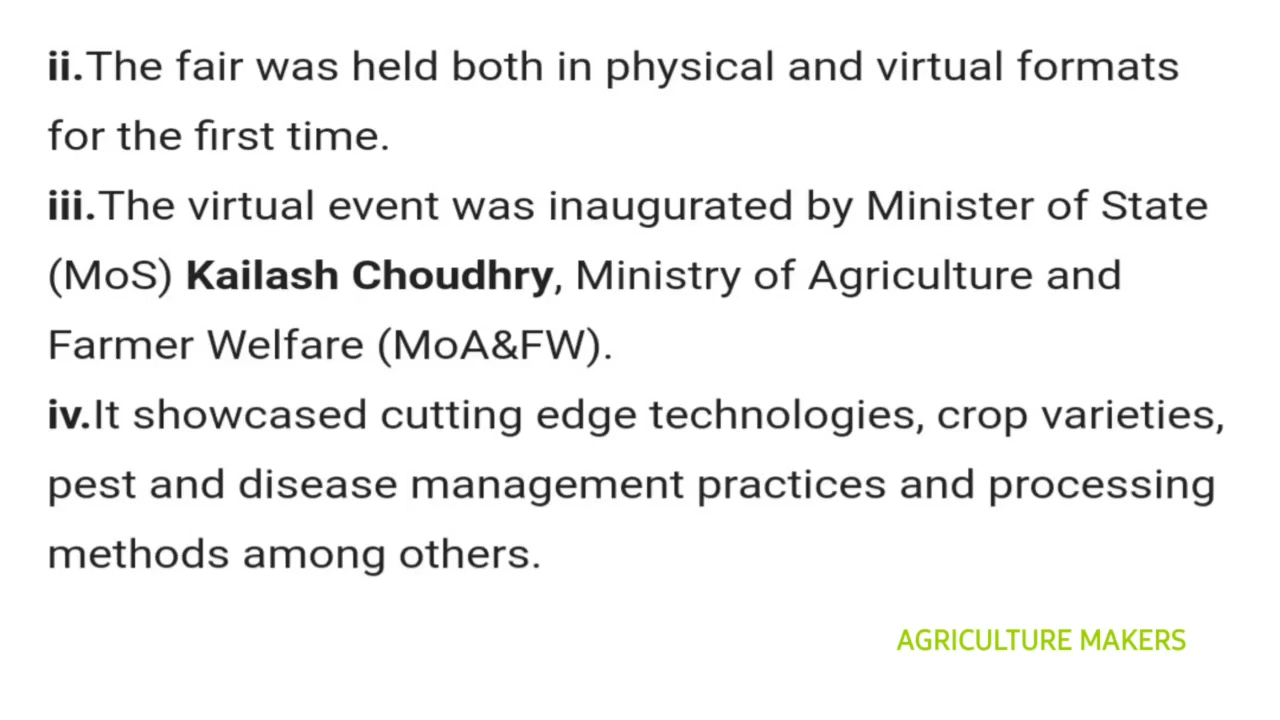 ii.The fair was held both in physical and virtual formats
for the first time.
iii.The virtual event was inaugurated by Minister of State
(MoS) Kailash Choudhry, Ministry of Agriculture and
Farmer Welfare (MoA&FW).
iv.It showcased cutting edge technologies, crop varieties,
pest and disease management practices and processing
methods among others.
AGRICULTURE MAKERS